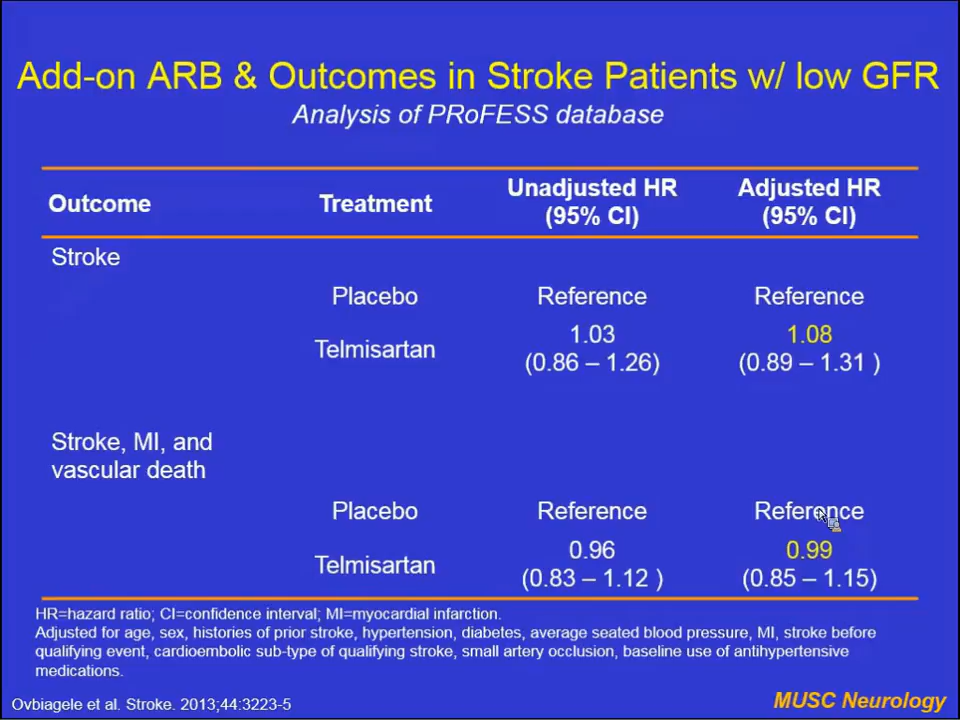 Add-on ARB & Outcomes in Stroke Patients w/ low GFR
Analysis of PRoFESS database
Outcome Treatment Unadjusted HR (95% CI) Adjusted HR (95% CI)
Stroke
Placebo Reference Reference
Telmisartan 1.03 (0.86 – 1.26) 1.08 (0.89 – 1.31 )
Stroke, MI, and
vascular death
Placebo Reference Reference
Telmisartan 0.96 (0.83 – 1.12 ) 0.99 (0.85 – 1.15)
HR=hazard ratio; CI=confidence interval; MI=myocardial infarction.
Adjusted for age, sex, histories of prior stroke, hypertension, diabetes, average seated blood pressure, MI, stroke before
qualifying event, cardioembolic sub-type of qualifying stroke, small artery occlusion, baseline use of antihypertensive
medications.
Ovbiagele et al. Stroke. 2013;44:3223-5
MUSC Neurology